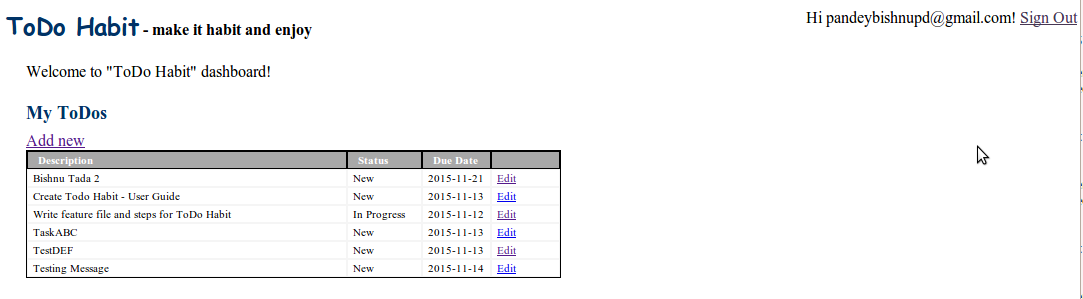 ToDo Habit - make it habit and enjoy
Hi pandeybishnupd@gmail.com! Sign Out
Welcome to "ToDo Habit" dashboard!
My ToDos
Add new
Description Status Due Date
Bishnu Tada 2 New 2015-11-21 Edit
Create Todo Habit - User Guide New 2015-11-13 Edit
Write feature file and steps for ToDo Habit In Progress 2015-11-12 Edit
TaskABC New 2015-11-13 Edit
TestDEF New 2015-11-13 Edit
Testing Message New 2015-11-14 Edit